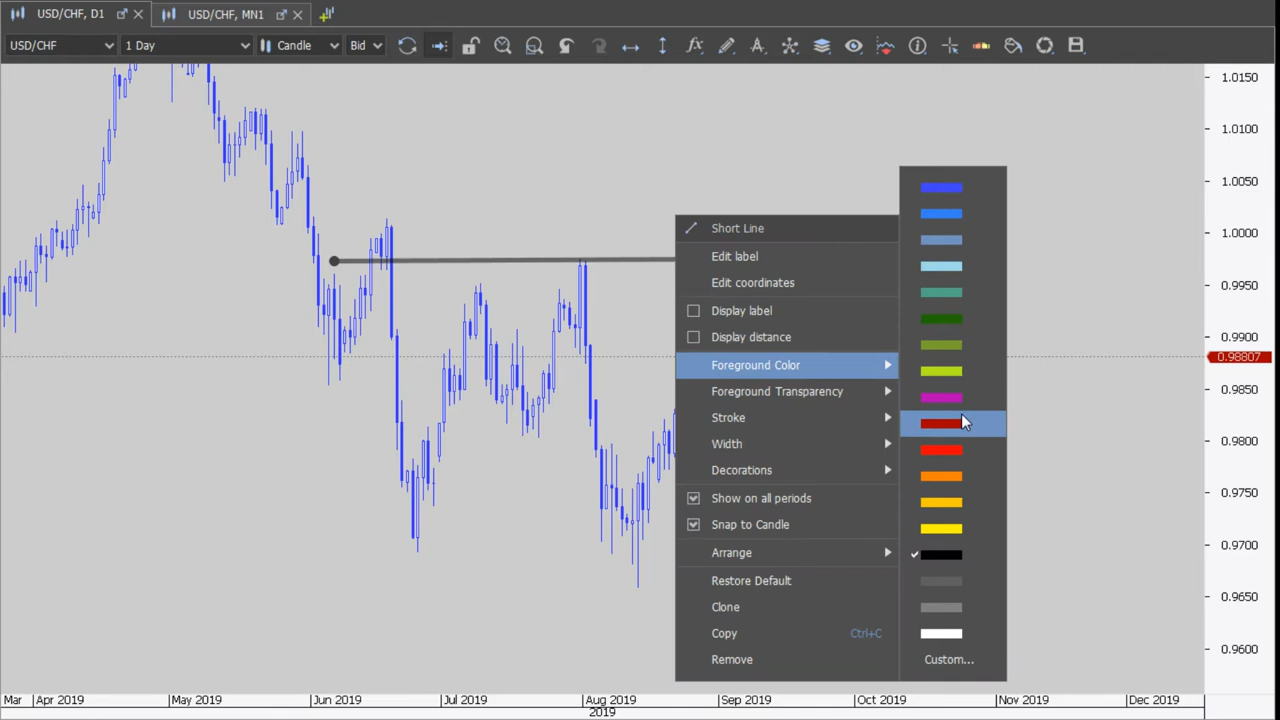 USD/CHF, D1
USD/CHF, MN1
USD/CHF
1 Day
Candle
Bid
1.0150
1.0100
1.0050
1.0000
0.9950
0.9900
0.98807
0.9850
0.9800
0.9750
0.9700
0.9650
0.9600
Short Line
Edit label
Edit coordinates
Display label
Display distance
Foreground Color
Foreground Transparency
Stroke
Width
Decorations
Show on all periods
Snap to Candle
Arrange
Restore Default
Clone
Copy Ctrl+C
Remove
Custom...
Mar Apr 2019 May 2019 Jun 2019 Jul 2019 Aug 2019 Sep 2019 Oct 2019 Nov 2019 Dec 2019
2019